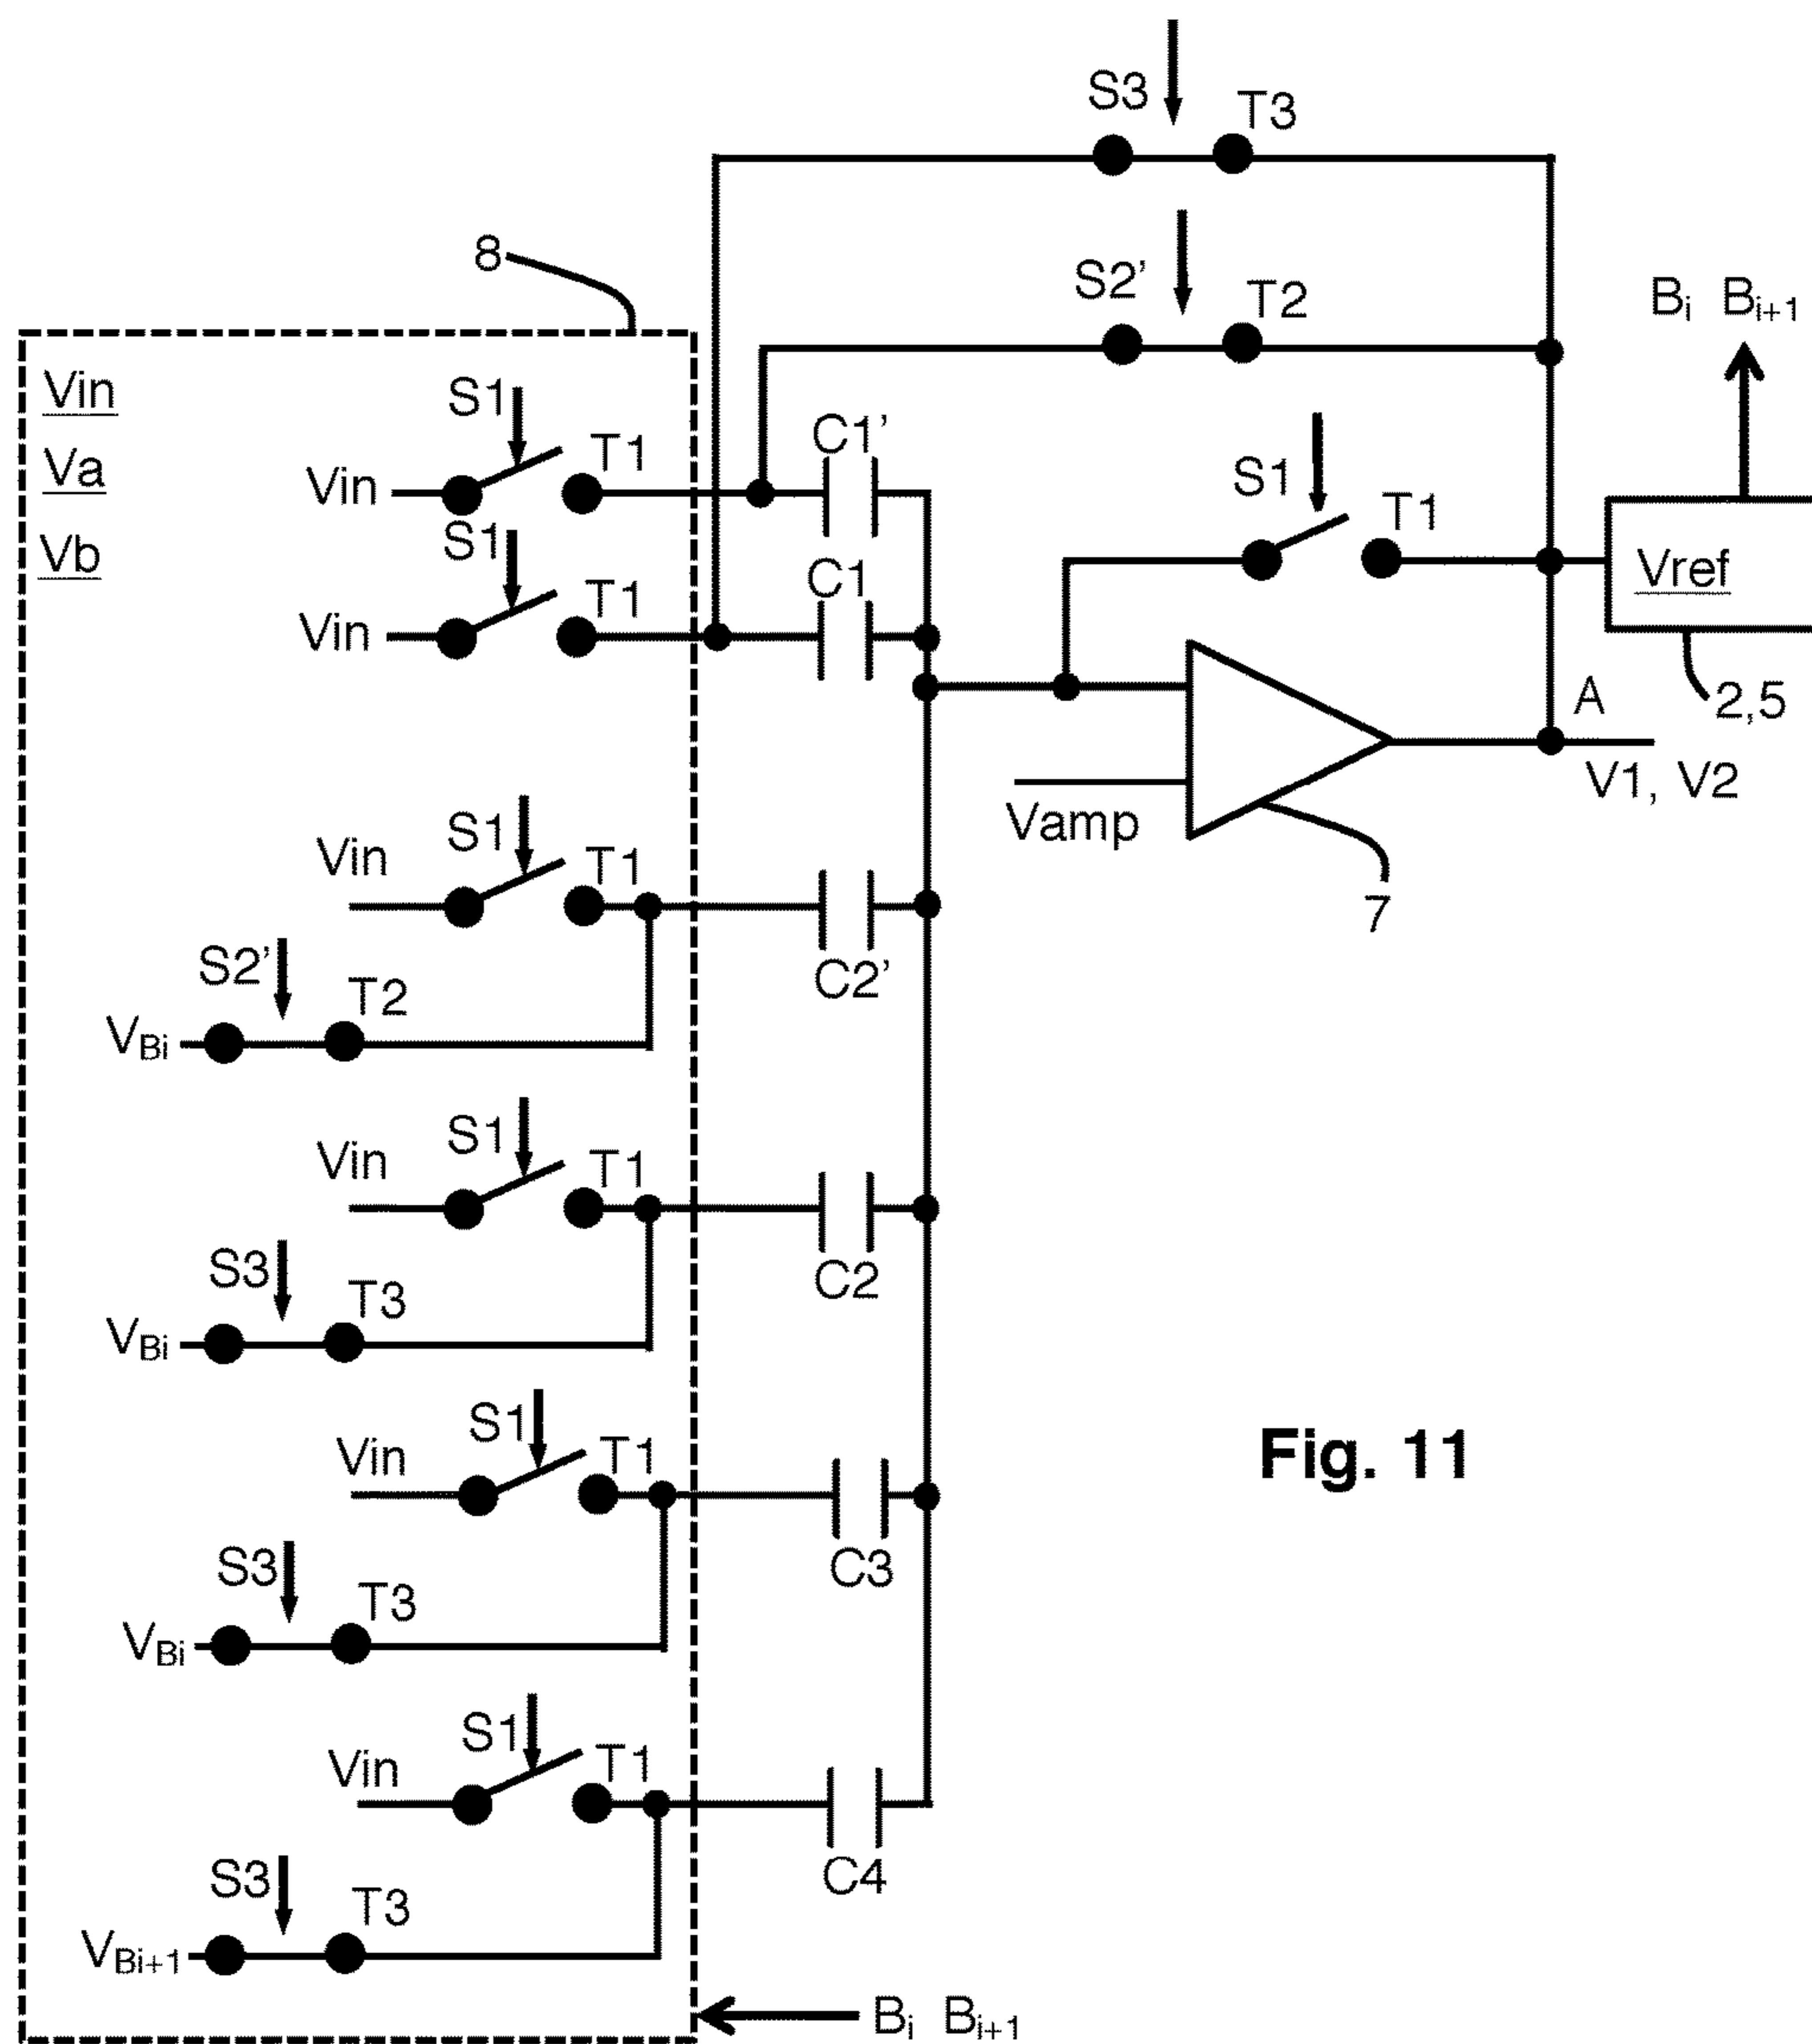 S3
T3
8
S2'
T2
Bi Bi+1
Vin
S1
T1
C1'
Va
Vin
S1
T1
S1
Vb
T1
C1
Vref
Vin
A
2,5
V1, V2
Vamp
S1
Vin
T1
7
S2'
C2'
T2
VBi
S1
Vin
T1
S3
C2
T3
VBi
S1
Vin
T1
Fig. 11
S3
C3
T3
VBi
S1
Vin
T1
S3
C4
T3
VBi+1
Bi Bi+1